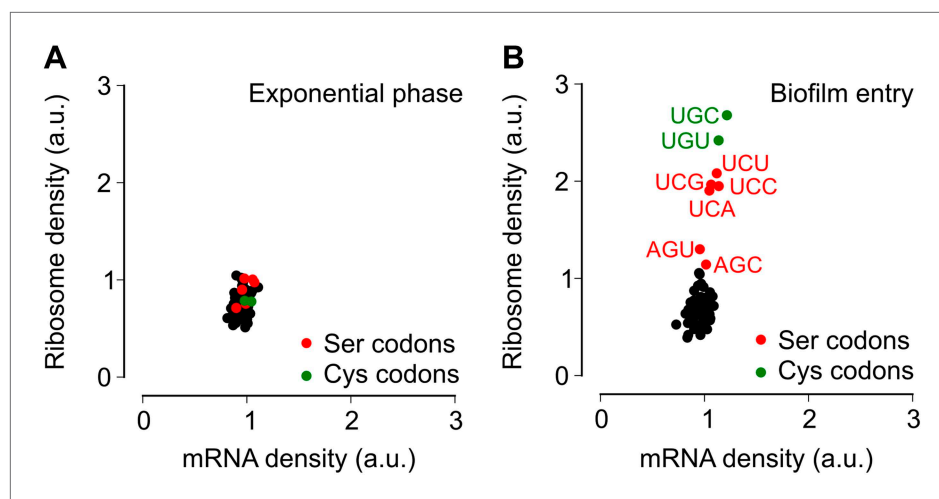 A
Exponential phase
Ribosome density (a.u.)
3
2
1
0
Ser codons
Cys codons
0 1 2 3
mRNA density (a.u.)
B
Biofilm entry
Ribosome density (a.u.)
3
2
1
0
UGC
UGU
UCU
UCG
UCC
UCA
AGU
AGC
Ser codons
Cys codons
0 1 2 3
mRNA density (a.u.)